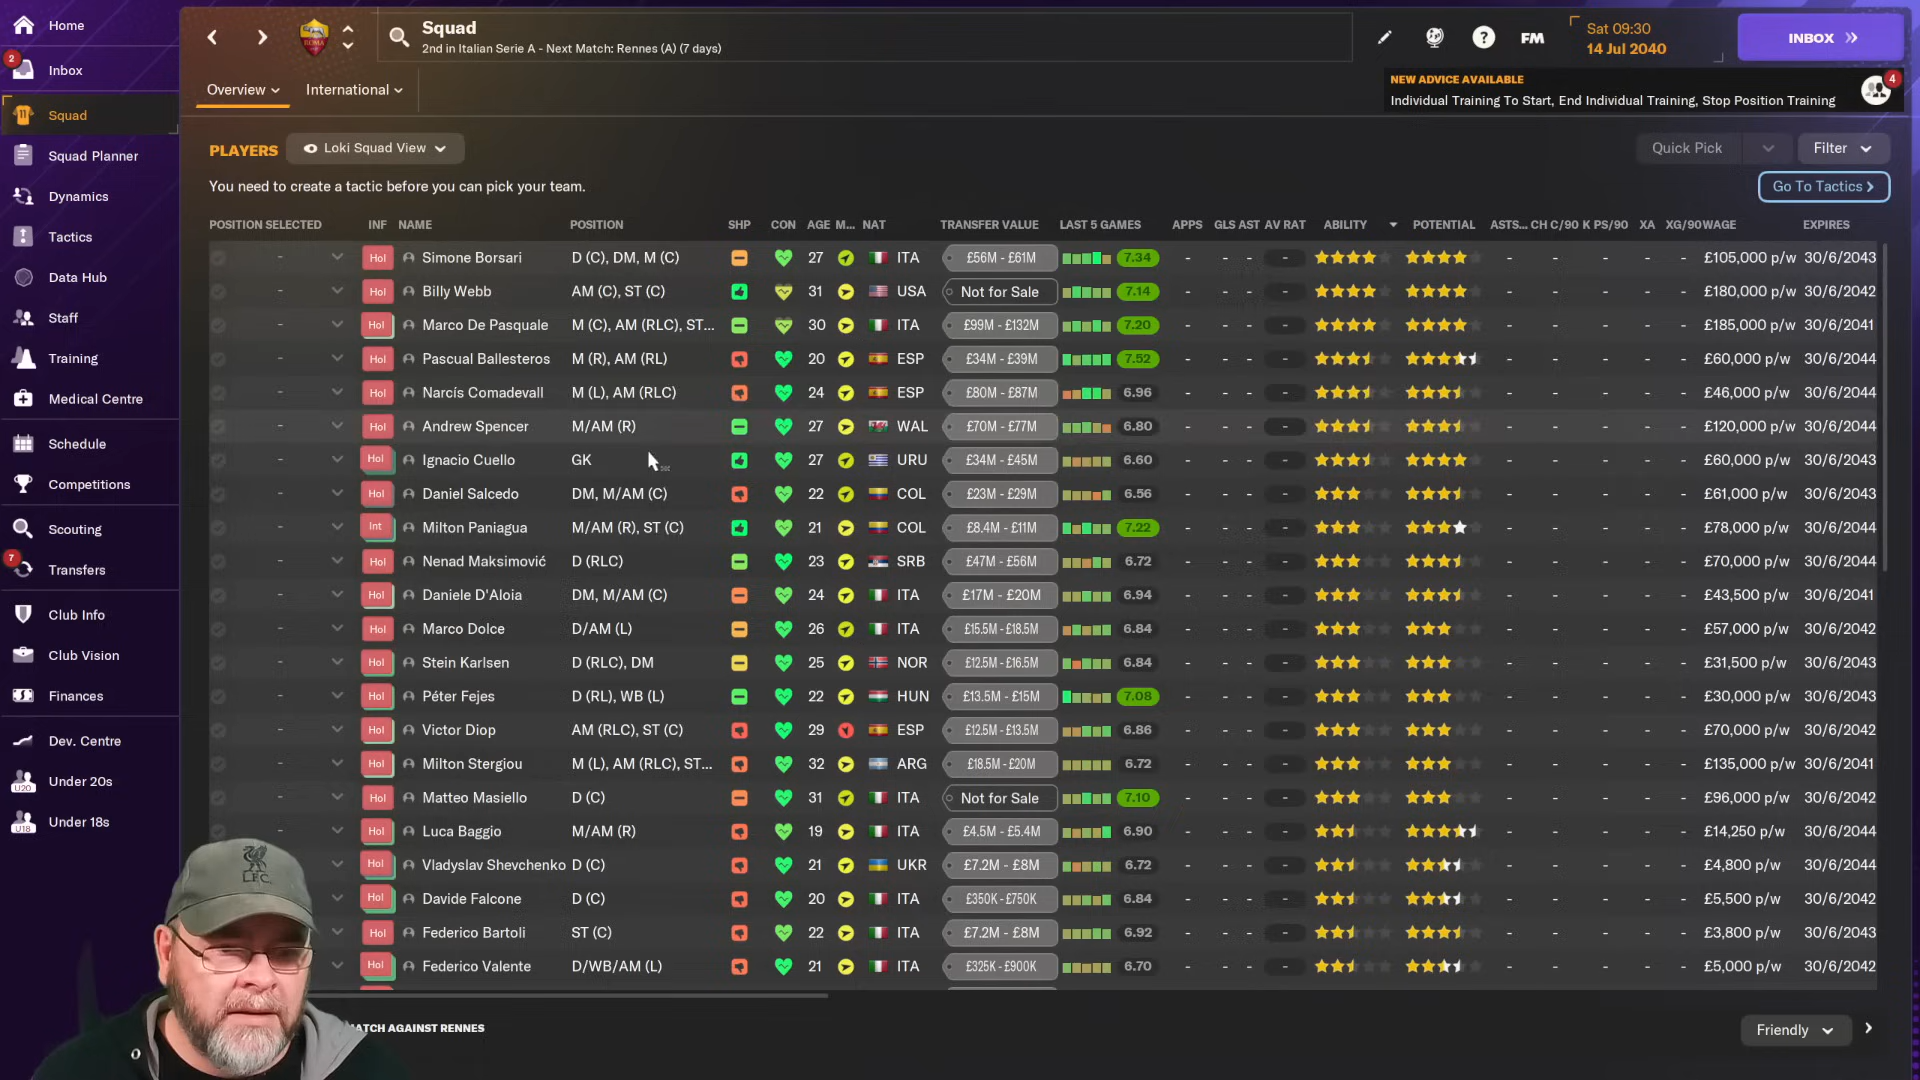 Home
2
Inbox
11
Squad
Squad Planner
Dynamics
Tactics
Data Hub
Staff
Training
Medical Centre
Schedule
Competitions
Scouting
7
Transfers
Club Info
Club Vision
Finances
Dev. Centre
U20 Under 20s
U18 Under 18s
ROMA
Squad
2nd in Italian Serie A - Next Match: Rennes (A) (7 days)
? FM
Sat 09:30
14 Jul 2040
INBOX
Overview International
NEW ADVICE AVAILABLE
Individual Training To Start, End Individual Training, Stop Position Training
4
PLAYERS Loki Squad View
Quick Pick Filter
You need to create a tactic before you can pick your team.
Go To Tactics
POSITION SELECTED INF NAME POSITION SHP CON AGE M... NAT TRANSFER VALUE LAST 5 GAMES APPS GLS AST AV RAT ABILITY POTENTIAL ASTS... CH C/90 K PS/90 XA XG/90 WAGE EXPIRES
- Hol Simone Borsari D (C), DM, M (C) 27 ITA £56M - £61M 7.34 - - - - - - - - - £105,000 p/w 30/6/2043
- Hol Billy Webb AM (C), ST (C) 31 USA Not for Sale 7.14 - - - - - - - - - £180,000 p/w 30/6/2042
- Hol Marco De Pasquale M (C), AM (RLC), ST... 30 ITA £99M - £132M 7.20 - - - - - - - - - £185,000 p/w 30/6/2041
- Hol Pascual Ballesteros M (R), AM (RL) 20 ESP £34M - £39M 7.52 - - - - - - - - - £60,000 p/w 30/6/2044
- Hol Narcís Comadevall M (L), AM (RLC) 24 ESP £80M - £87M 6.96 - - - - - - - - - £46,000 p/w 30/6/2044
- Hol Andrew Spencer M/AM (R) 27 WAL £70M - £77M 6.80 - - - - - - - - - £120,000 p/w 30/6/2044
- Hol Ignacio Cuello GK 27 URU £34M - £45M 6.60 - - - - - - - - - £60,000 p/w 30/6/2043
- Hol Daniel Salcedo DM, M/AM (C) 22 COL £23M - £29M 6.56 - - - - - - - - - £61,000 p/w 30/6/2043
- Int Milton Paniagua M/AM (R), ST (C) 21 COL £8.4M - £11M 7.22 - - - - - - - - - £78,000 p/w 30/6/2044
- Hol Nenad Maksimović D (RLC) 23 SRB £47M - £56M 6.72 - - - - - - - - - £70,000 p/w 30/6/2044
- Hol Daniele D'Aloia DM, M/AM (C) 24 ITA £17M - £20M 6.94 - - - - - - - - - £43,500 p/w 30/6/2041
- Hol Marco Dolce D/AM (L) 26 ITA £15.5M - £18.5M 6.84 - - - - - - - - - £57,000 p/w 30/6/2042
- Hol Stein Karlsen D (RLC), DM 25 NOR £12.5M - £16.5M 6.84 - - - - - - - - - £31,500 p/w 30/6/2043
- Hol Péter Fejes D (RL), WB (L) 22 HUN £13.5M - £15M 7.08 - - - - - - - - - £30,000 p/w 30/6/2043
- Hol Victor Diop AM (RLC), ST (C) 29 ESP £12.5M - £13.5M 6.86 - - - - - - - - - £70,000 p/w 30/6/2042
- Hol Milton Stergiou M (L), AM (RLC), ST... 32 ARG £18.5M - £20M 6.72 - - - - - - - - - £135,000 p/w 30/6/2041
- Hol Matteo Masiello D (C) 31 ITA Not for Sale 7.10 - - - - - - - - - £96,000 p/w 30/6/2042
- Hol Luca Baggio M/AM (R) 19 ITA £4.5M - £5.4M 6.90 - - - - - - - - - £14,250 p/w 30/6/2044
Hol Vladyslav Shevchenko D (C) 21 UKR £7.2M - £8M 6.72 - - - - - - - - - £4,800 p/w 30/6/2044
Hol Davide Falcone D (C) 20 ITA £350K - £750K 6.84 - - - - - - - - - £5,500 p/w 30/6/2042
Hol Federico Bartoli ST (C) 22 ITA £7.2M - £8M 6.92 - - - - - - - - - £3,800 p/w 30/6/2043
Hol Federico Valente D/WB/AM (L) 21 ITA £325K - £900K 6.70 - - - - - - - - - £5,000 p/w 30/6/2042
L.F.C.
ATCH AGAINST RENNES
Friendly